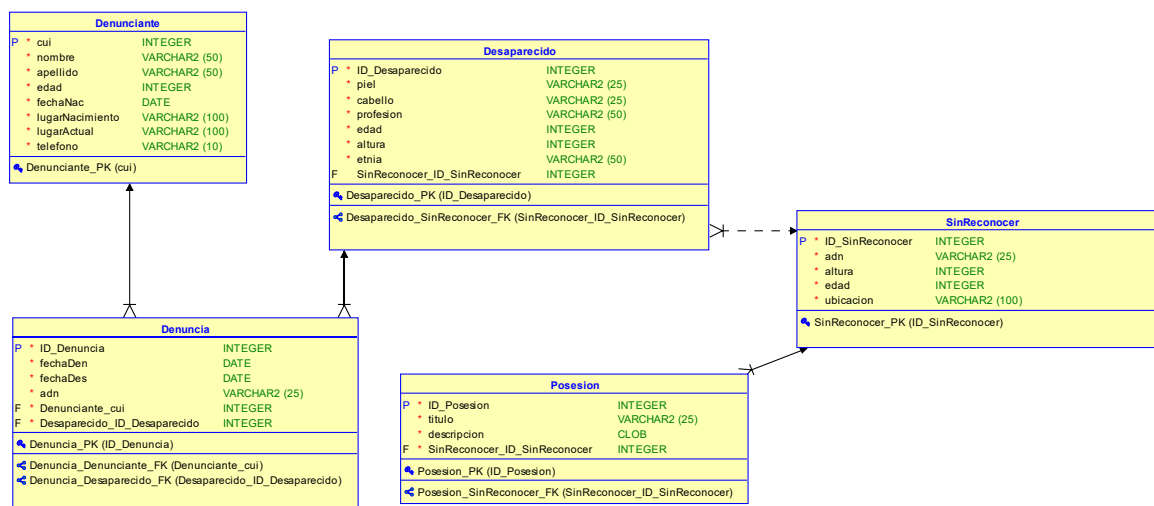 Denunciante
P * cui INTEGER
* nombre VARCHAR2 (50)
* apellido VARCHAR2 (50)
* edad INTEGER
* fechaNac DATE
* lugarNacimiento VARCHAR2 (100)
* lugarActual VARCHAR2 (100)
* telefono VARCHAR2 (10)
Denunciante_PK (cui)
Desaparecido
P * ID_Desaparecido INTEGER
* piel VARCHAR2 (25)
* cabello VARCHAR2 (25)
* profesion VARCHAR2 (50)
* edad INTEGER
* altura INTEGER
* etnia VARCHAR2 (50)
F SinReconocer_ID_SinReconocer INTEGER
Desaparecido_PK (ID_Desaparecido)
Desaparecido_SinReconocer_FK (SinReconocer_ID_SinReconocer)
SinReconocer
P * ID_SinReconocer INTEGER
* adn VARCHAR2 (25)
* altura INTEGER
* edad INTEGER
* ubicacion VARCHAR2 (100)
SinReconocer_PK (ID_SinReconocer)
Denuncia
P * ID_Denuncia INTEGER
* fechaDen DATE
* fechaDes DATE
* adn VARCHAR2 (25)
F * Denunciante_cui INTEGER
F * Desaparecido_ID_Desaparecido INTEGER
Denuncia_PK (ID_Denuncia)
Denuncia_Denunciante_FK (Denunciante_cui)
Denuncia_Desaparecido_FK (Desaparecido_ID_Desaparecido)
Posesion
P * ID_Posesion INTEGER
* titulo VARCHAR2 (25)
* descripcion CLOB
F * SinReconocer_ID_SinReconocer INTEGER
Posesion_PK (ID_Posesion)
Posesion_SinReconocer_FK (SinReconocer_ID_SinReconocer)